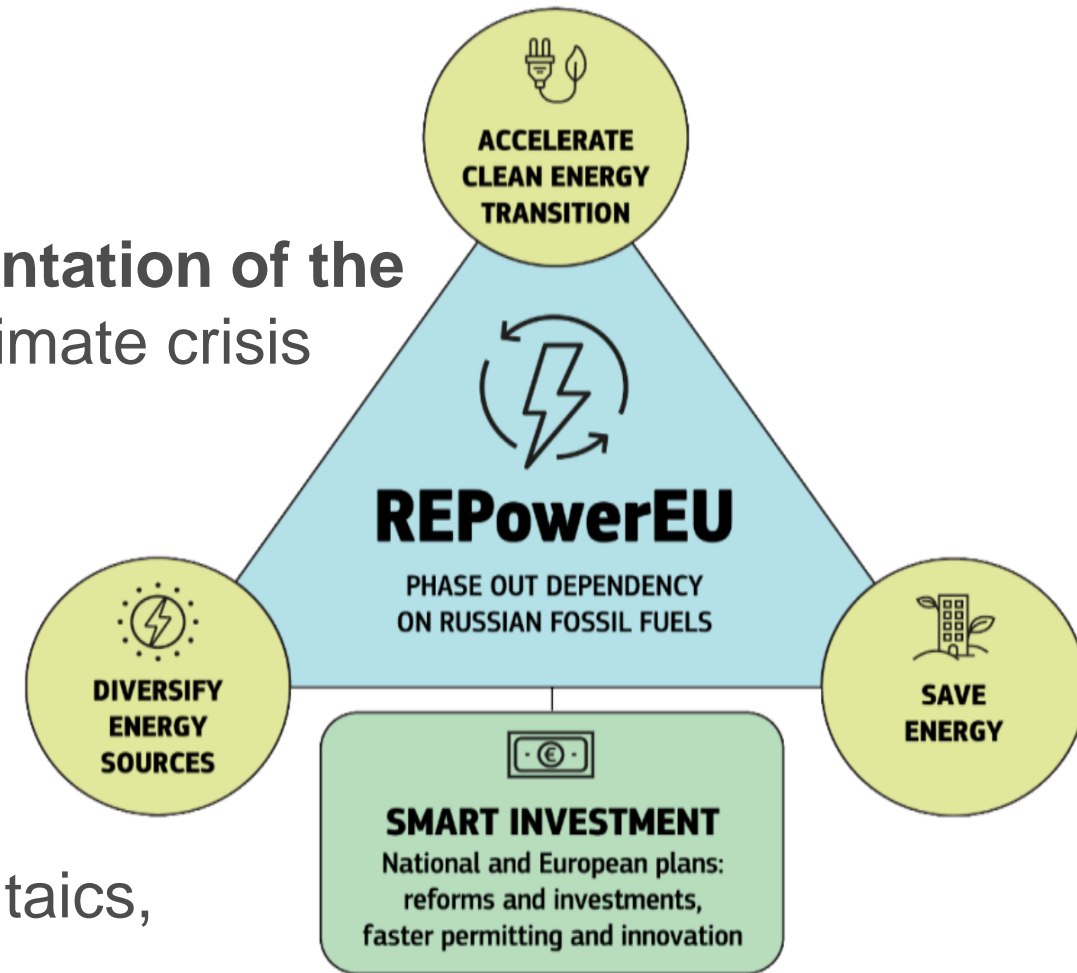 ACCELERATE
CLEAN ENERGY
TRANSITION
ntation of the
imate crisis
REPowerEU
PHASE OUT DEPENDENCY
ON RUSSIAN FOSSIL FUELS
DIVERSIFY
ENERGY
SOURCES
SAVE
ENERGY
SMART INVESTMENT
National and European plans:
reforms and investments,
faster permitting and innovation
taics,